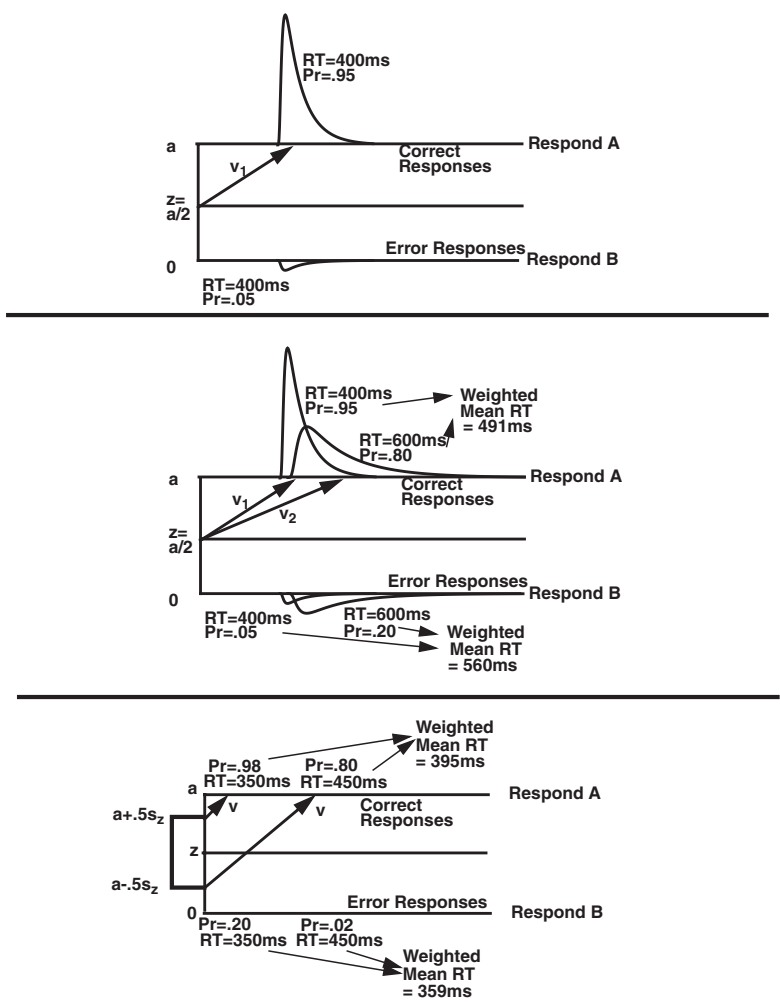 RT=400ms
Pr=.95
a
Respond A
Correct
Responses
v1
z=
a/2
Error Responses
Respond B
0
RT=400ms
Pr=.05
RT=400ms
Pr=.95
Weighted
Mean RT
= 491ms
RT=600ms
Pr=.80
a
Respond A
Correct
Responses
v1
v2
z=
a/2
Error Responses
Respond B
0
RT=400ms
Pr=.05
RT=600ms
Pr=.20
Weighted
Mean RT
= 560ms
Weighted
Mean RT
= 395ms
Pr=.98
RT=350ms
Pr=.80
RT=450ms
a
Respond A
v
v
Correct
Responses
a+.5sz
z
a-.5sz
Error Responses
Respond B
0
Pr=.20
RT=350ms
Pr=.02
RT=450ms
Weighted
Mean RT
= 359ms